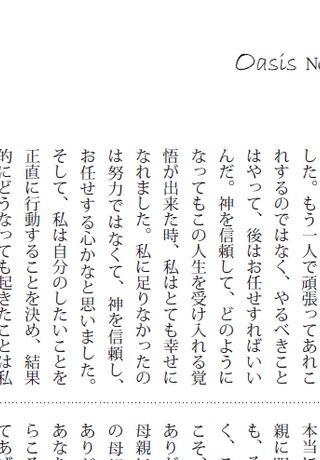 Oasis
した。もう一人で頑張ってあれこ
れするのではなく、やるべきこと
はやって、後はお任せすればいい
んだ。神を信頼して、どのように
なってもこの人生を受け入れる覚
悟が出来た時、私はとても幸せに
なれました。私に足りなかったの
は努力ではなくて、神を信頼し、
お任せする心かなと思いました。
そして、私は自分のしたいことを
正直に行動することを決め、結果
的にどうなっても起きたことは私
本当
親に
も、
く、
こそ、
あり
母親
の母
あり
あな
らこ
てあ